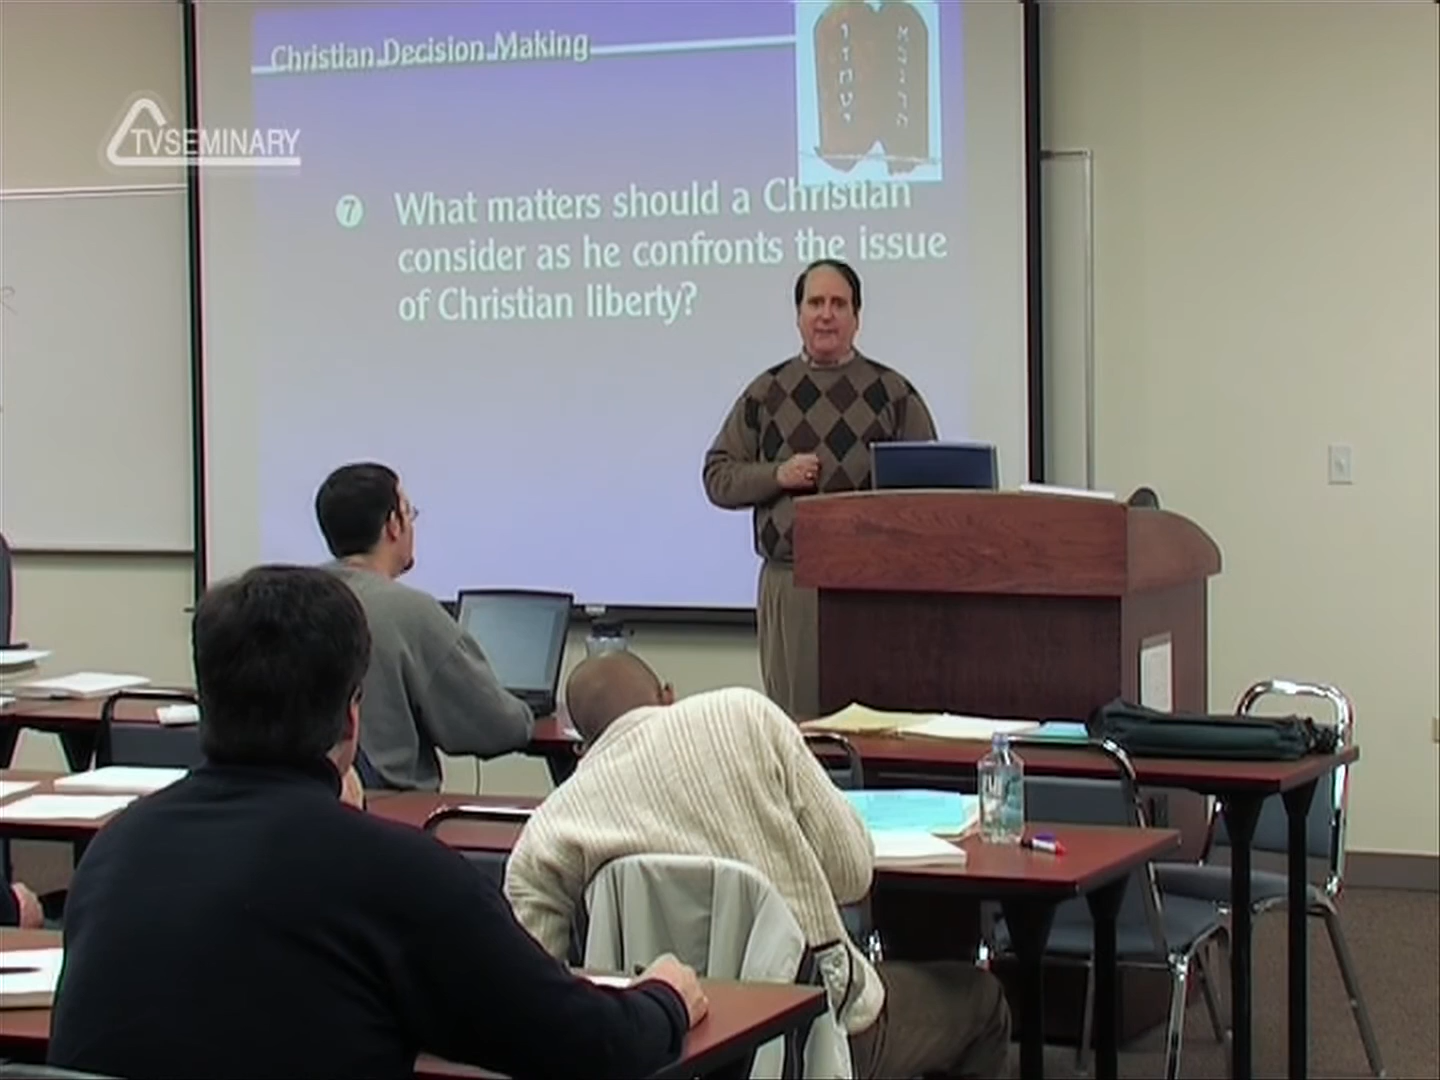 Christian Decision Making
TVSEMINARY
7 What matters should a Christian
consider as he confronts the issue
of Christian liberty?